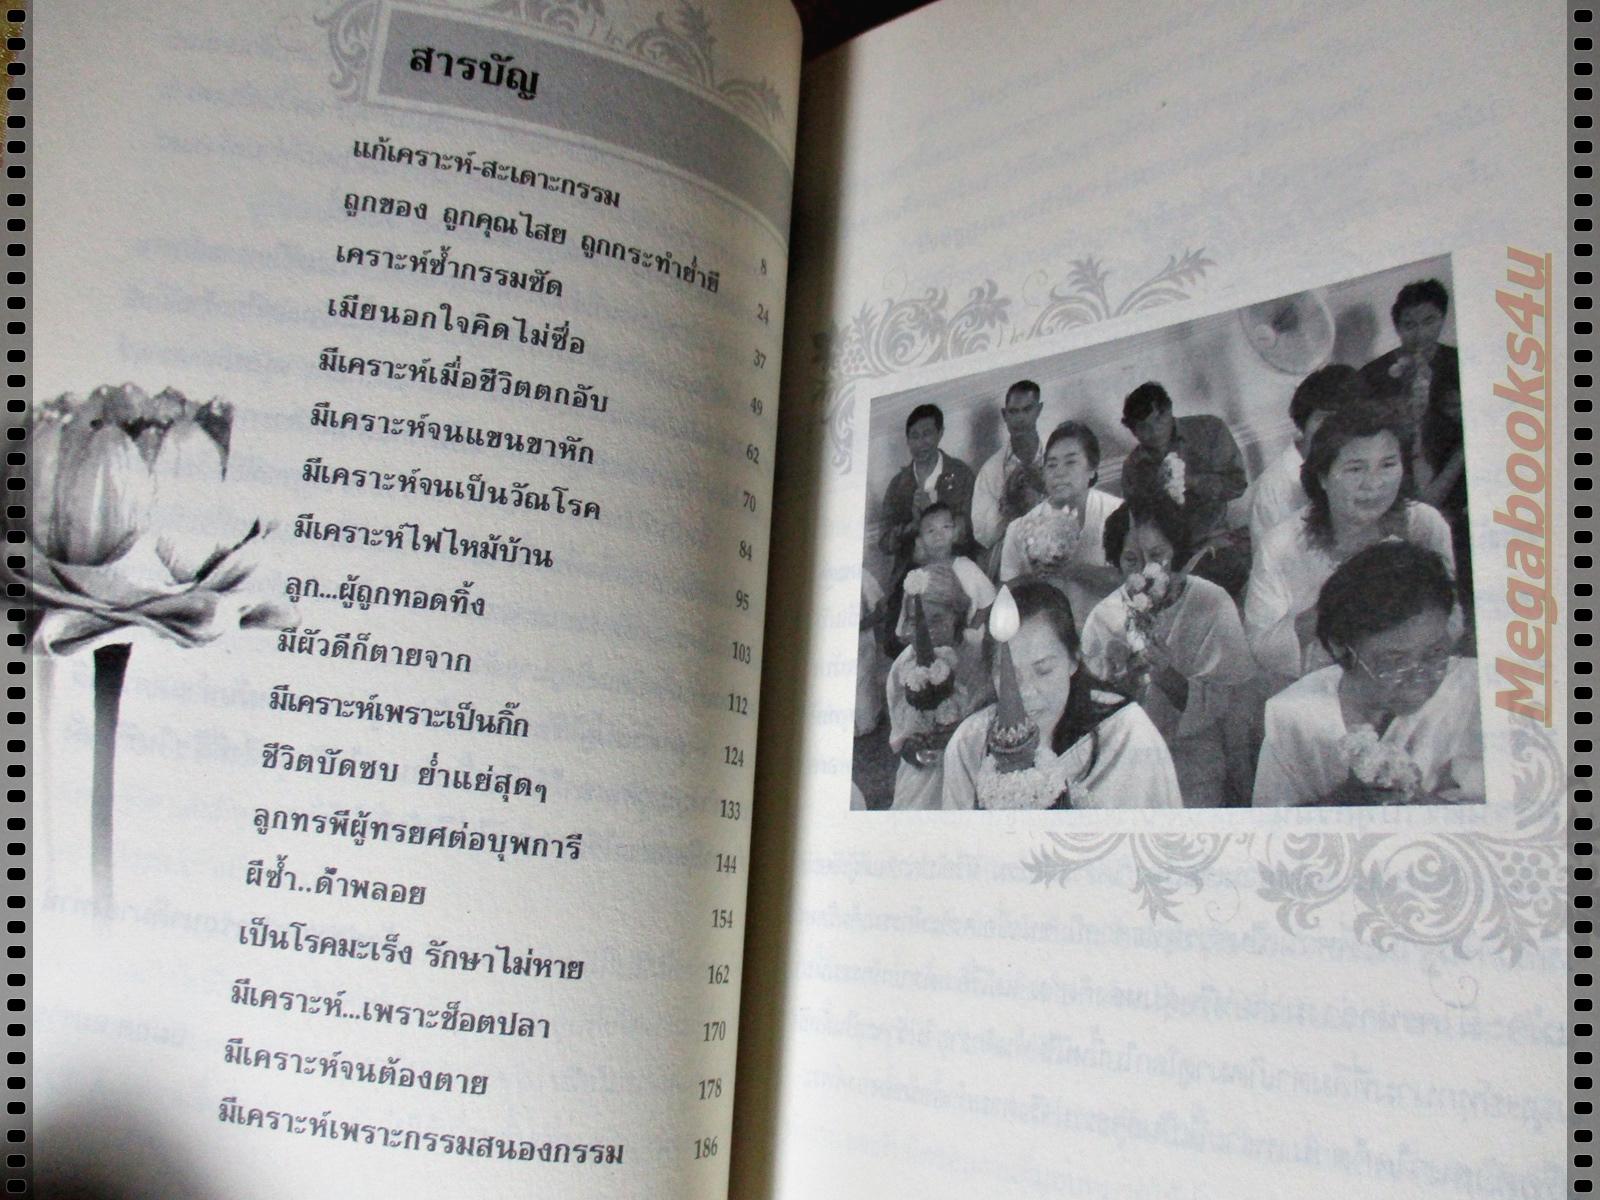 สารบัญ
แก้เคราะห์-สะเดาะกรรม 8
ถูกของ ถูกคุณไสย ถูกกระทำย่ำยี 24
เคราะห์ซ้ำกรรมซัด 37
เมียนอกใจคิดไม่ซื่อ 49
มีเคราะห์เมื่อชีวิตตกอับ 62
มีเคราะห์จนแขนขาหัก 70
มีเคราะห์จนเป็นวัณโรค 84
มีเคราะห์ไฟไหม้บ้าน 95
ลูก...ผู้ถูกทอดทิ้ง 103
มีผัวดีก็ตายจาก 112
มีเคราะห์เพราะเป็นกิ๊ก 124
ชีวิตบัดซบ ย่ำแย่สุดๆ 133
ลูกทรพีผู้ทรยศต่อบุพการี 144
ผีซ้ำ..ด้ำพลอย 154
เป็นโรคมะเร็ง รักษาไม่หาย 162
มีเคราะห์...เพราะช็อตปลา 170
มีเคราะห์จนต้องตาย 178
มีเคราะห์เพราะกรรมสนองกรรม 186
Megabooks4u